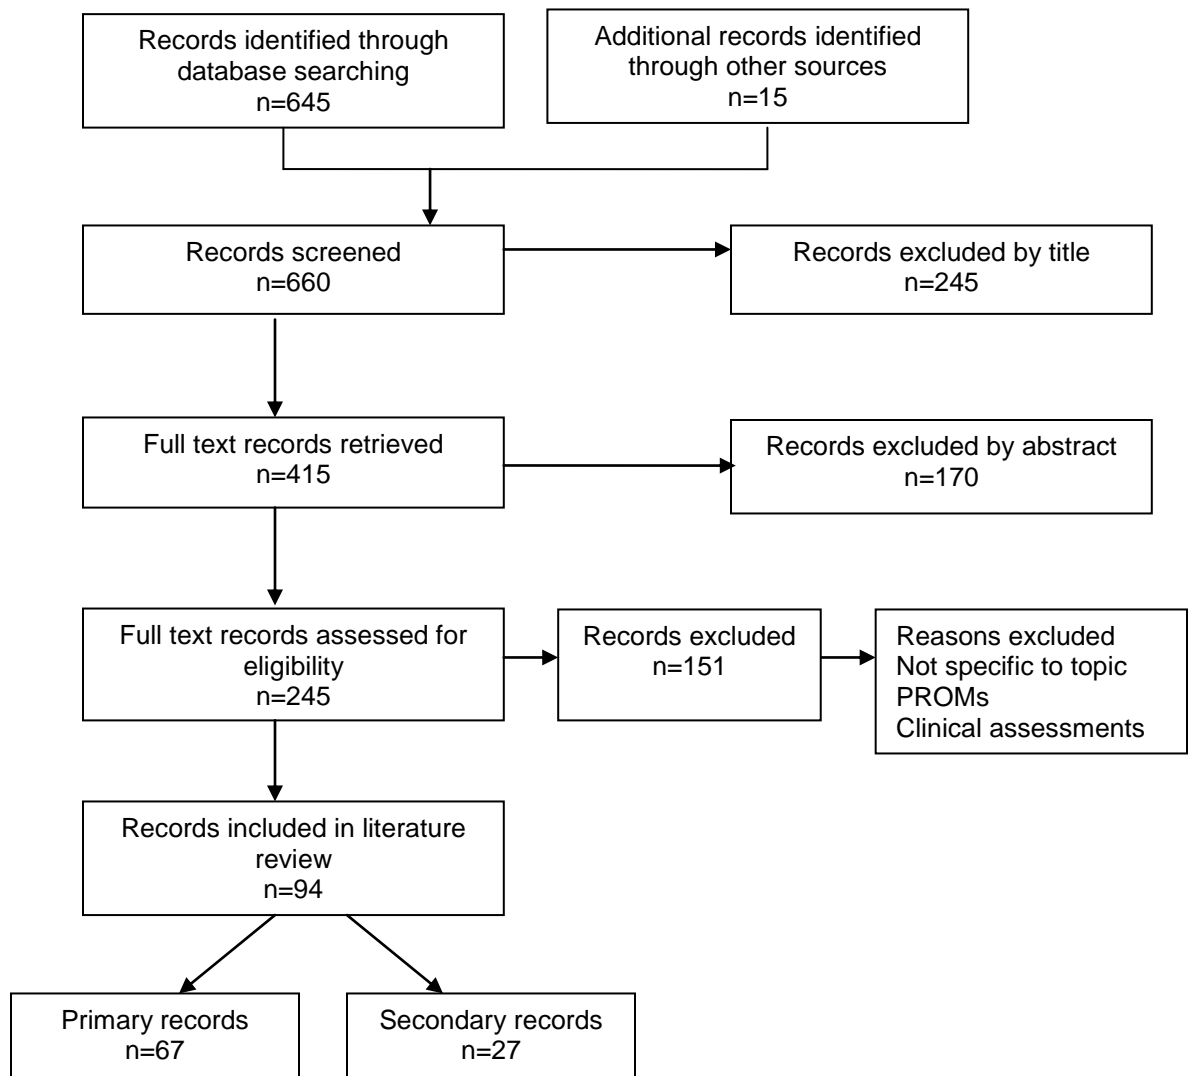 Records identified through
database searching
n=645
Additional records identified
through other sources
n=15
Records screened
n=660
Records excluded by title
n=245
Full text records retrieved
n=415
Records excluded by abstract
n=170
Full text records assessed for
eligibility
n=245
Records excluded
n=151
Reasons excluded
Not specific to topic
PROMs
Clinical assessments
Records included in literature
review
n=94
Primary records
n=67
Secondary records
n=27